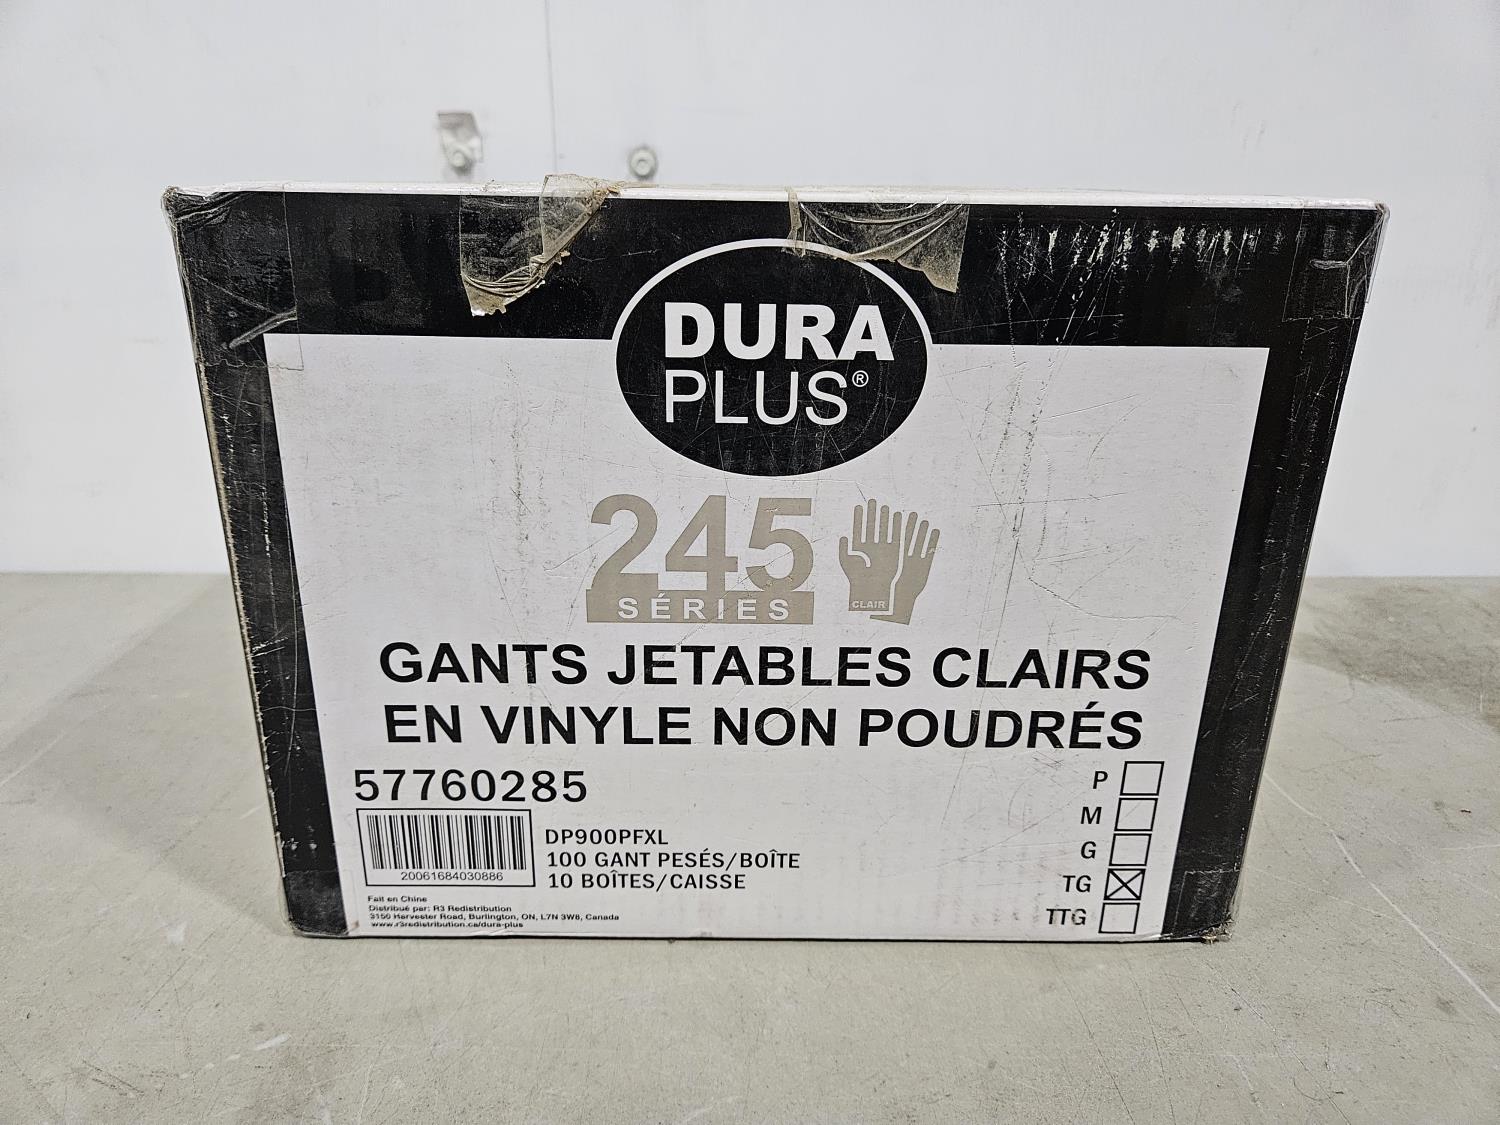 DURA
PLUS®
245
SÉRIES
CLAIR
GANTS JETABLES CLAIRS
EN VINYLE NON POUDRÉS
57760285
P
M
G
TG
TTG
20061684030886
DP900PFXL
100 GANT PESÉS/BOÎTE
10 BOÎTES/CAISSE
Fait en Chine
Distribué par: R3 Redistribution
3150 Harvester Road, Burlington, ON, L7N 3W8, Canada
www.r3redistribution.ca/dura-plus